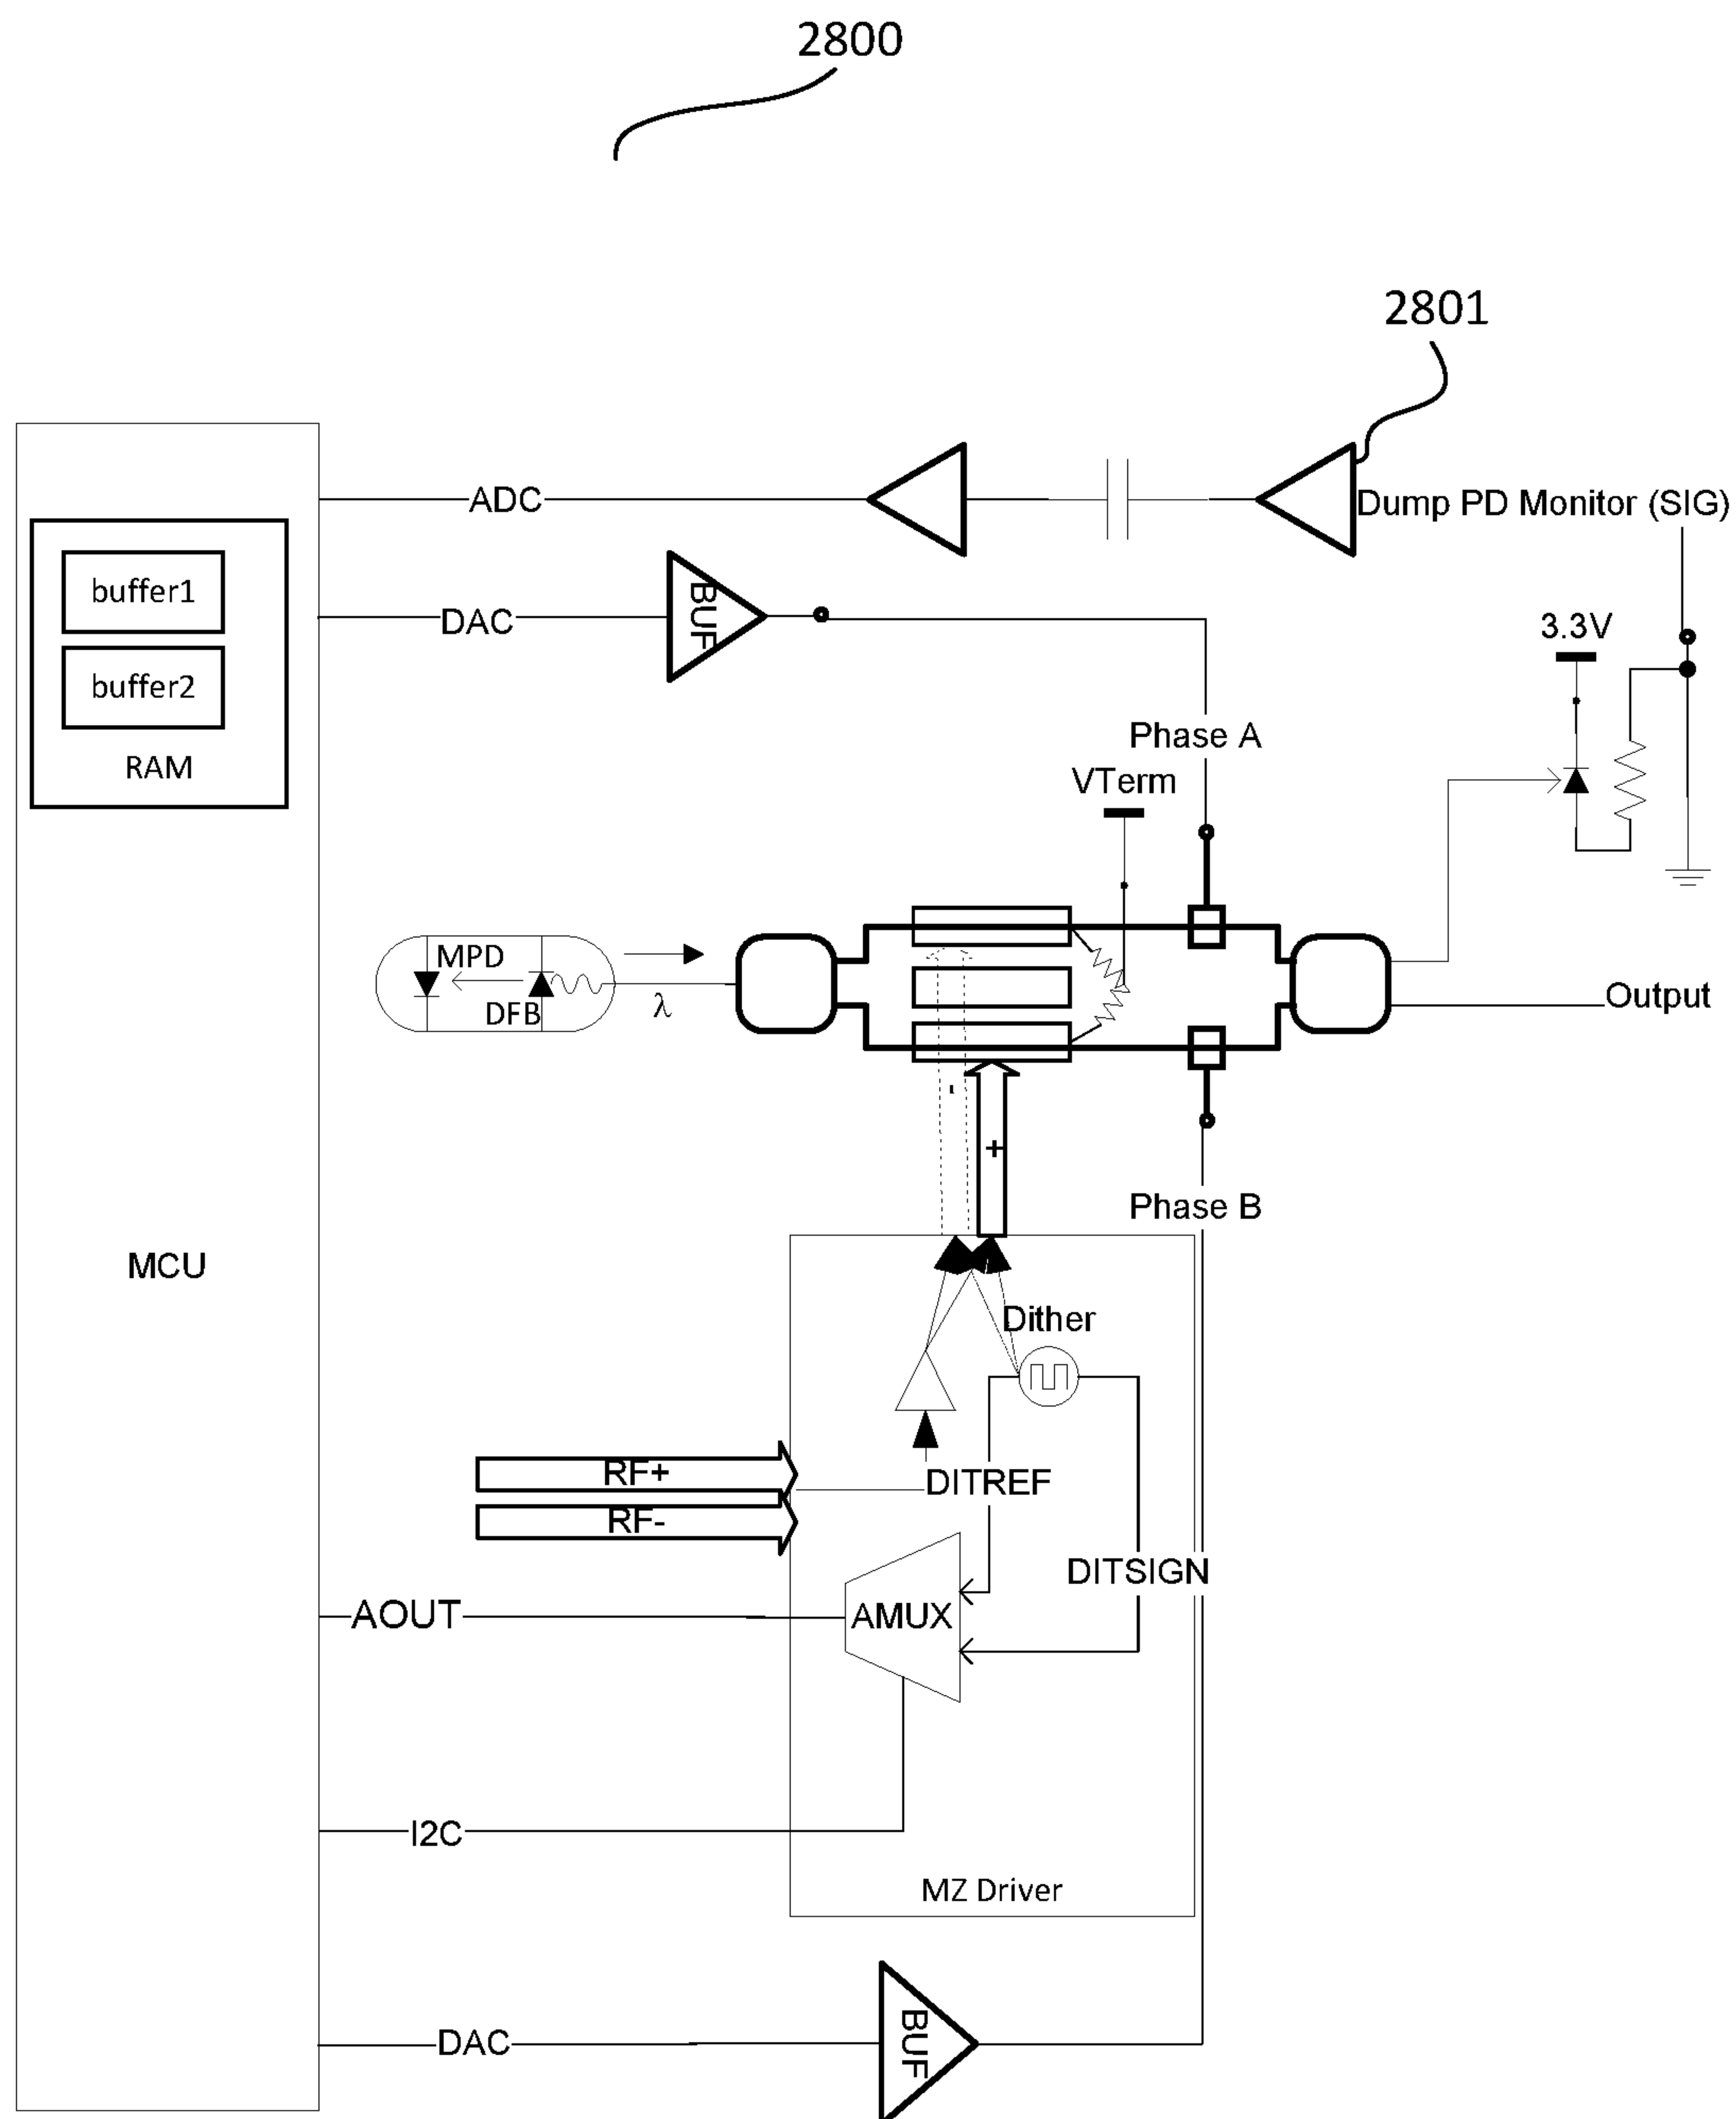 2800
2801
ADC
Dump PD Monitor (SIG)
buffer1
BUF
DAC
3.3V
buffer2
Phase A
RAM
VTerm
MPD
DFB
λ
Output
-
+
Phase B
MCU
Dither
RF+
DITREF
RF-
DITSIGN
AOUT
AMUX
I2C
MZ Driver
DAC
BUF